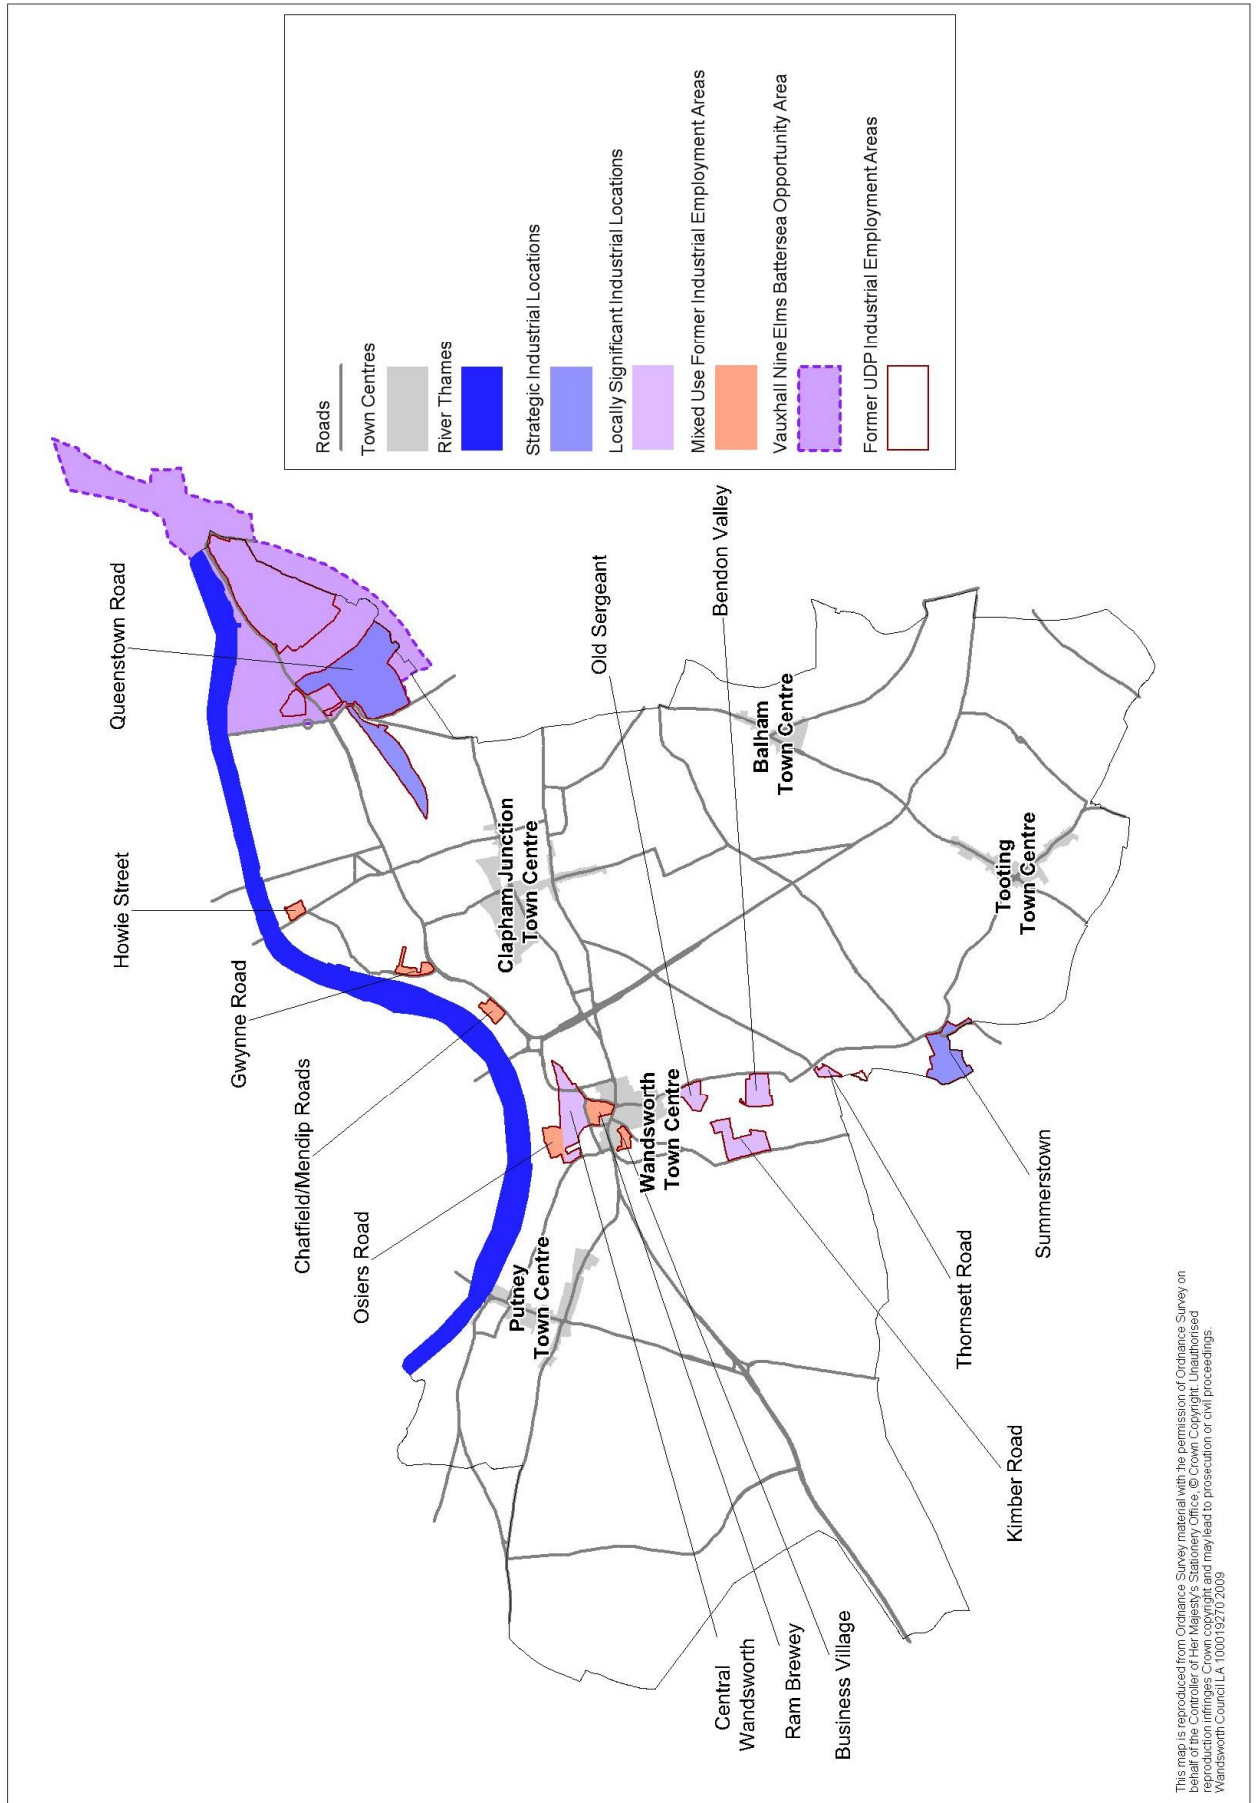 Roads
Town Centres
River Thames
Strategic Industrial Locations
Locally Significant Industrial Locations
Mixed Use Former Industrial Employment Areas
Vauxhall Nine Elms Battersea Opportunity Area
Former UDP Industrial Employment Areas
Queenstown Road
Howie Street
Gwynne Road
Chatfield/Mendip Roads
Osiers Road
Old Sergeant
Bendon Valley
Clapham Junction
Town Centre
Balham
Town Centre
Tooting
Town Centre
Wandsworth
Town Centre
Putney
Town Centre
Summerstown
Thornsett Road
Kimber Road
Central
Wandsworth
Ram Brewey
Business Village
This map is reproduced from Ordnance Survey material with the permission of Ordnance Survey on
behalf of the Controller of Her Majesty's Stationery Office, © Crown Copyright. Unauthorised
reproduction infringes Crown copyright and may lead to prosecution or civil proceedings.
Wandsworth Council LA 100019270 2009